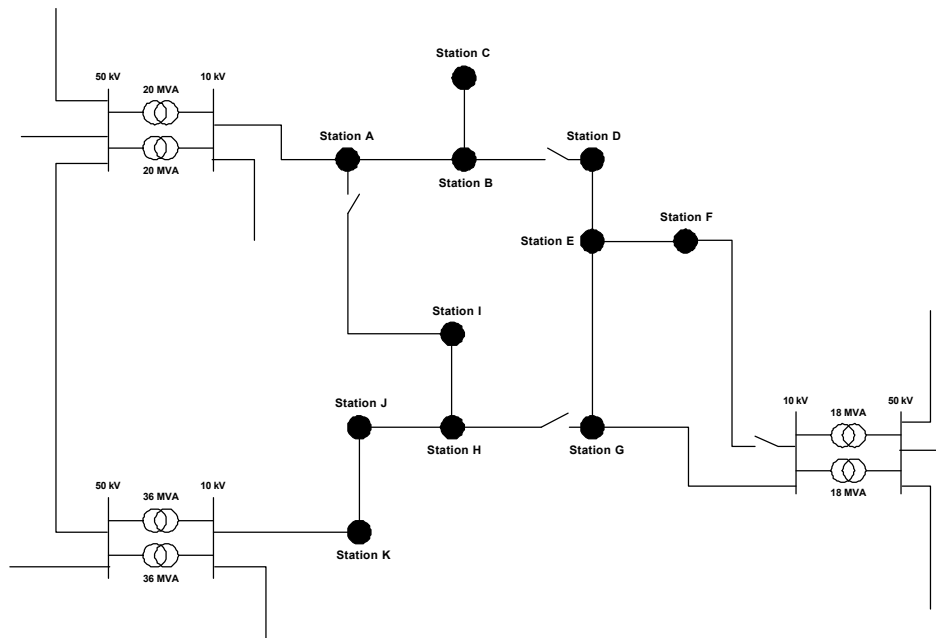 Station C
50 kV
20 MVA
10 kV
Station A
Station D
20 MVA
Station B
Station F
Station E
Station I
Station J
10 kV
18 MVA
50 kV
Station H
Station G
50 kV
36 MVA
10 kV
18 MVA
Station K
36 MVA